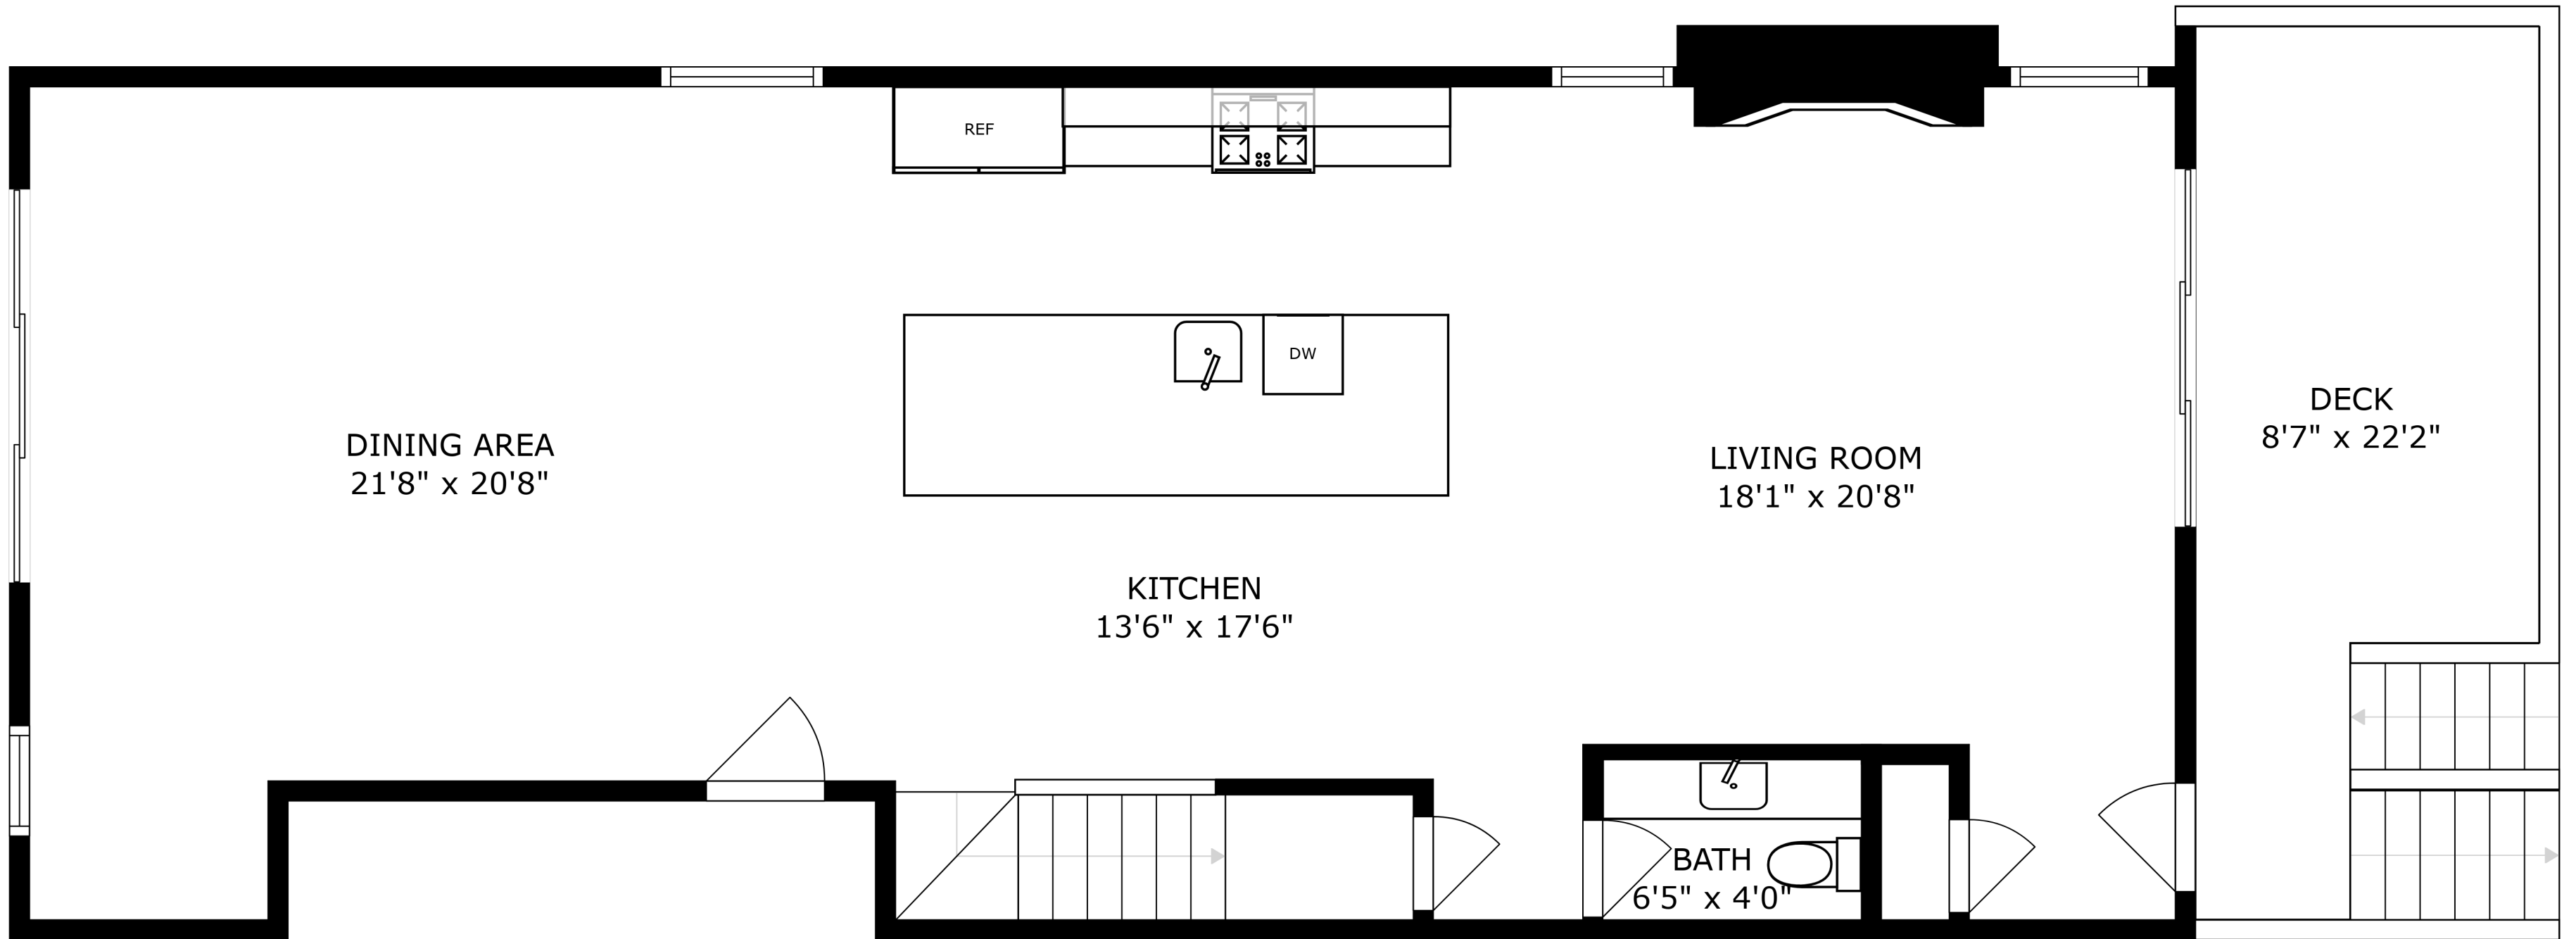 REF
DW
DINING AREA
21'8" x 20'8"
KITCHEN
13'6" x 17'6"
LIVING ROOM
18'1" x 20'8"
DECK
8'7" x 22'2"
BATH
6'5" x 4'0"